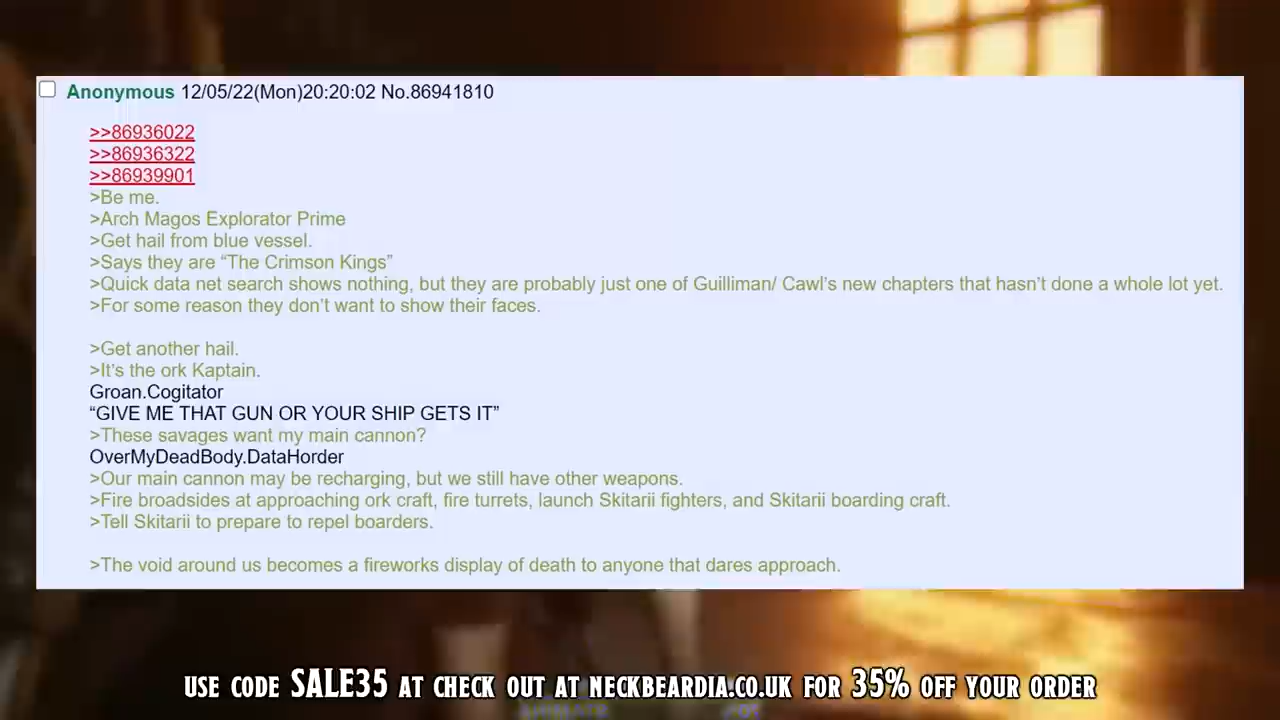 Anonymous 12/05/22(Mon)20:20:02 No.86941810
>>86936022
>>86936322
>>86939901
>Be me.
>Arch Magos Explorator Prime
>Get hail from blue vessel.
>Says they are “The Crimson Kings”
>Quick data net search shows nothing, but they are probably just one of Guilliman/ Cawl’s new chapters that hasn’t done a whole lot yet.
>For some reason they don’t want to show their faces.
>Get another hail.
>It’s the ork Kaptain.
Groan.Cogitator
“GIVE ME THAT GUN OR YOUR SHIP GETS IT”
>These savages want my main cannon?
OverMyDeadBody.DataHorder
>Our main cannon may be recharging, but we still have other weapons.
>Fire broadsides at approaching ork craft, fire turrets, launch Skitarii fighters, and Skitarii boarding craft.
>Tell Skitarii to prepare to repel boarders.
>The void around us becomes a fireworks display of death to anyone that dares approach.
USE CODE SALE35 AT CHECK OUT AT NECKBEARDIA.CO.UK FOR 35% OFF YOUR ORDER